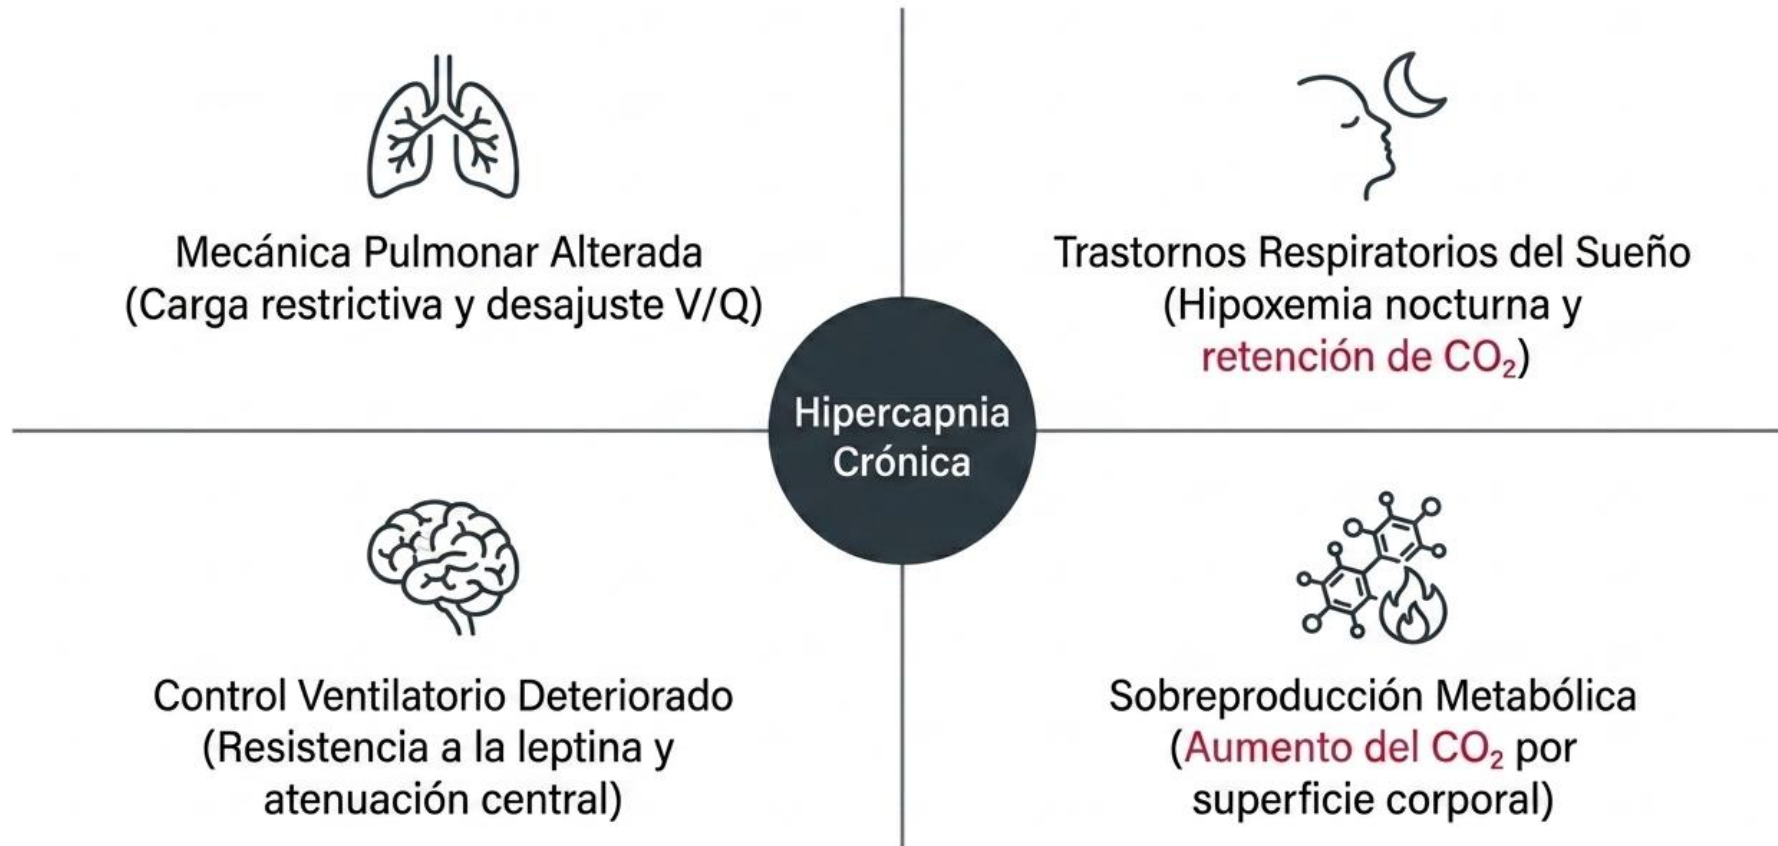 Mecánica Pulmonar Alterada
(Carga restrictiva y desajuste V/Q)
Trastornos Respiratorios del Sueño
(Hipoxemia nocturna y
retención de CO₂)
Hipercapnia
Crónica
Control Ventilatorio Deteriorado
(Resistencia a la leptina y
atenuación central)
Sobreproducción Metabólica
(Aumento del CO₂ por
superficie corporal)